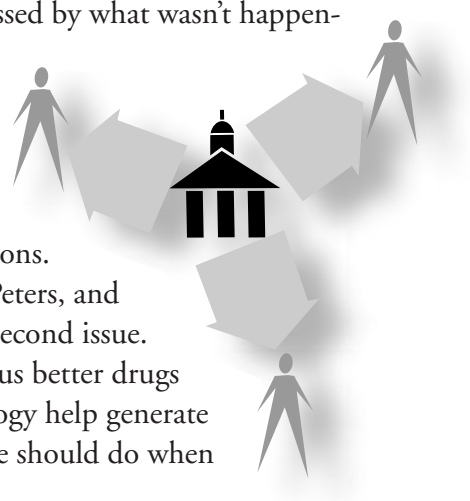 ssed by what wasn't happen-
ons.
Peters, and
econd issue.
us better drugs
ogy help generate
e should do when